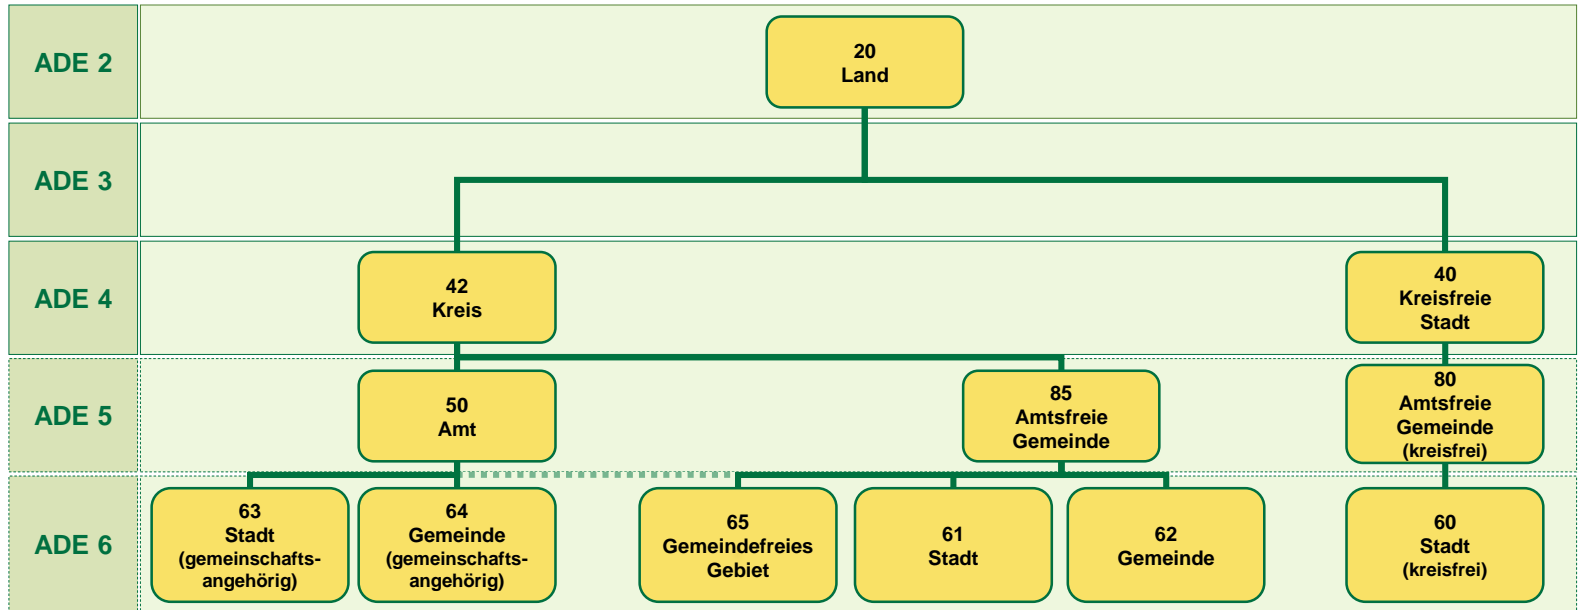 ADE 2
20
Land
ADE 3
ADE 4
42
Kreis
40
Kreisfreie
Stadt
ADE 5
50
Amt
85
Amtsfreie
Gemeinde
80
Amtsfreie
Gemeinde
(kreisfrei)
ADE 6
63
Stadt
(gemeinschafts-
angehörig)
64
Gemeinde
(gemeinschafts-
angehörig)
65
Gemeindefreies
Gebiet
61
Stadt
62
Gemeinde
60
Stadt
(kreisfrei)